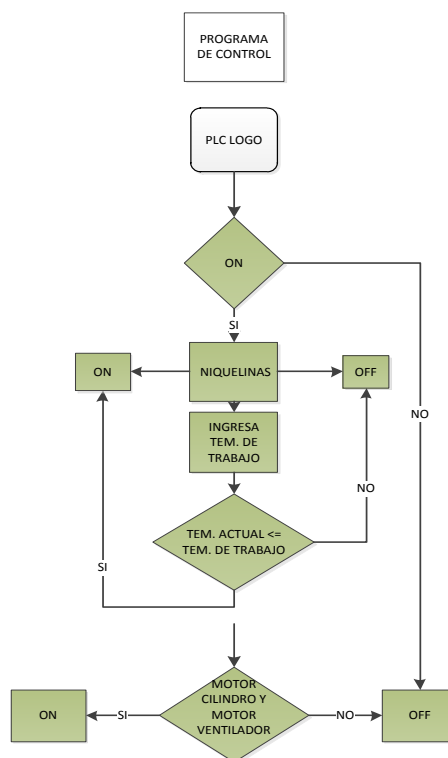 PROGRAMA
DE CONTROL
PLC LOGO
ON
SI
ON
NIQUELINAS
OFF
INGRESA
TEM. DE
TRABAJO
NO
NO
TEM. ACTUAL <=
TEM. DE TRABAJO
SI
MOTOR
CILINDRO Y
MOTOR
VENTILADOR
ON
SI
NO
OFF